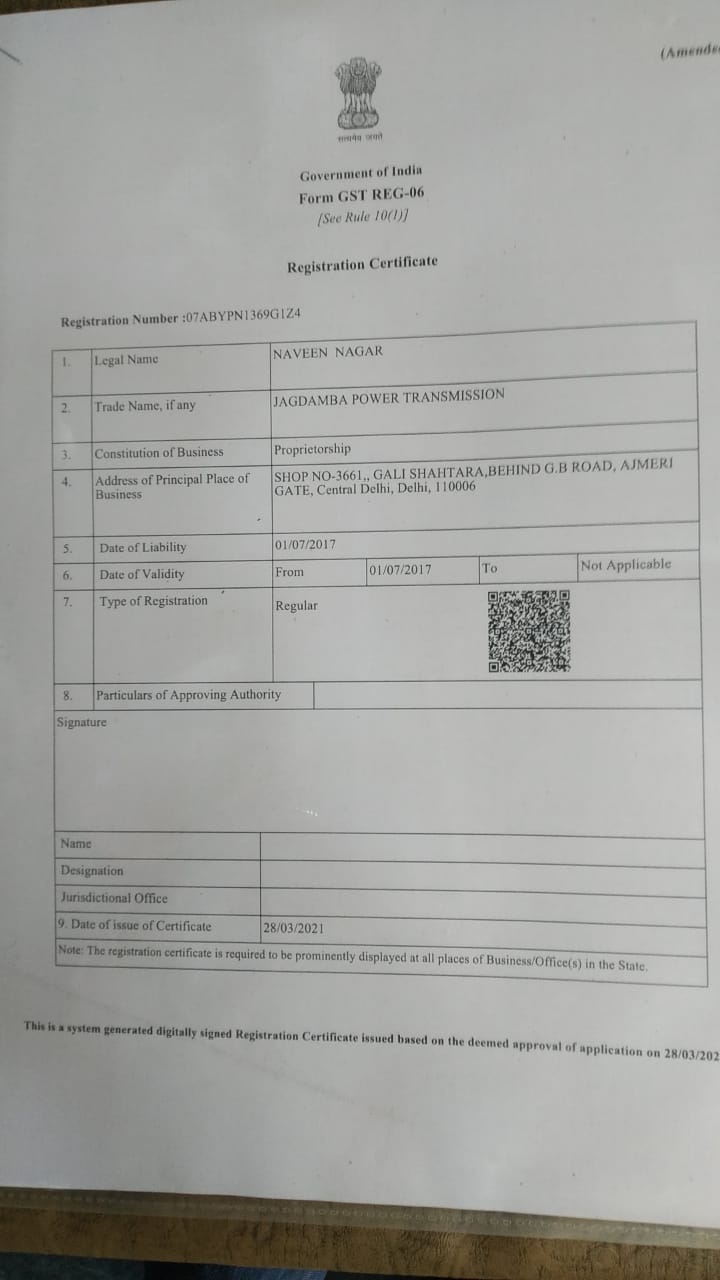 (Amende
सत्यमेव जयते
Government of India
Form GST REG-06
[See Rule 10(1)]
Registration Certificate
Registration Number :07ABYPN1369G1Z4
1. Legal Name NAVEEN NAGAR
2. Trade Name, if any JAGDAMBA POWER TRANSMISSION
3. Constitution of Business Proprietorship
4. Address of Principal Place of SHOP NO-3661,, GALI SHAHTARA,BEHIND G.B ROAD, AJMERI
Business GATE, Central Delhi, Delhi, 110006
5. Date of Liability 01/07/2017
6. Date of Validity From 01/07/2017 To Not Applicable
7. Type of Registration Regular
8. Particulars of Approving Authority
Signature
Name
Designation
Jurisdictional Office
9. Date of issue of Certificate 28/03/2021
Note: The registration certificate is required to be prominently displayed at all places of Business/Office(s) in the State.
This is a system generated digitally signed Registration Certificate issued based on the deemed approval of application on 28/03/202